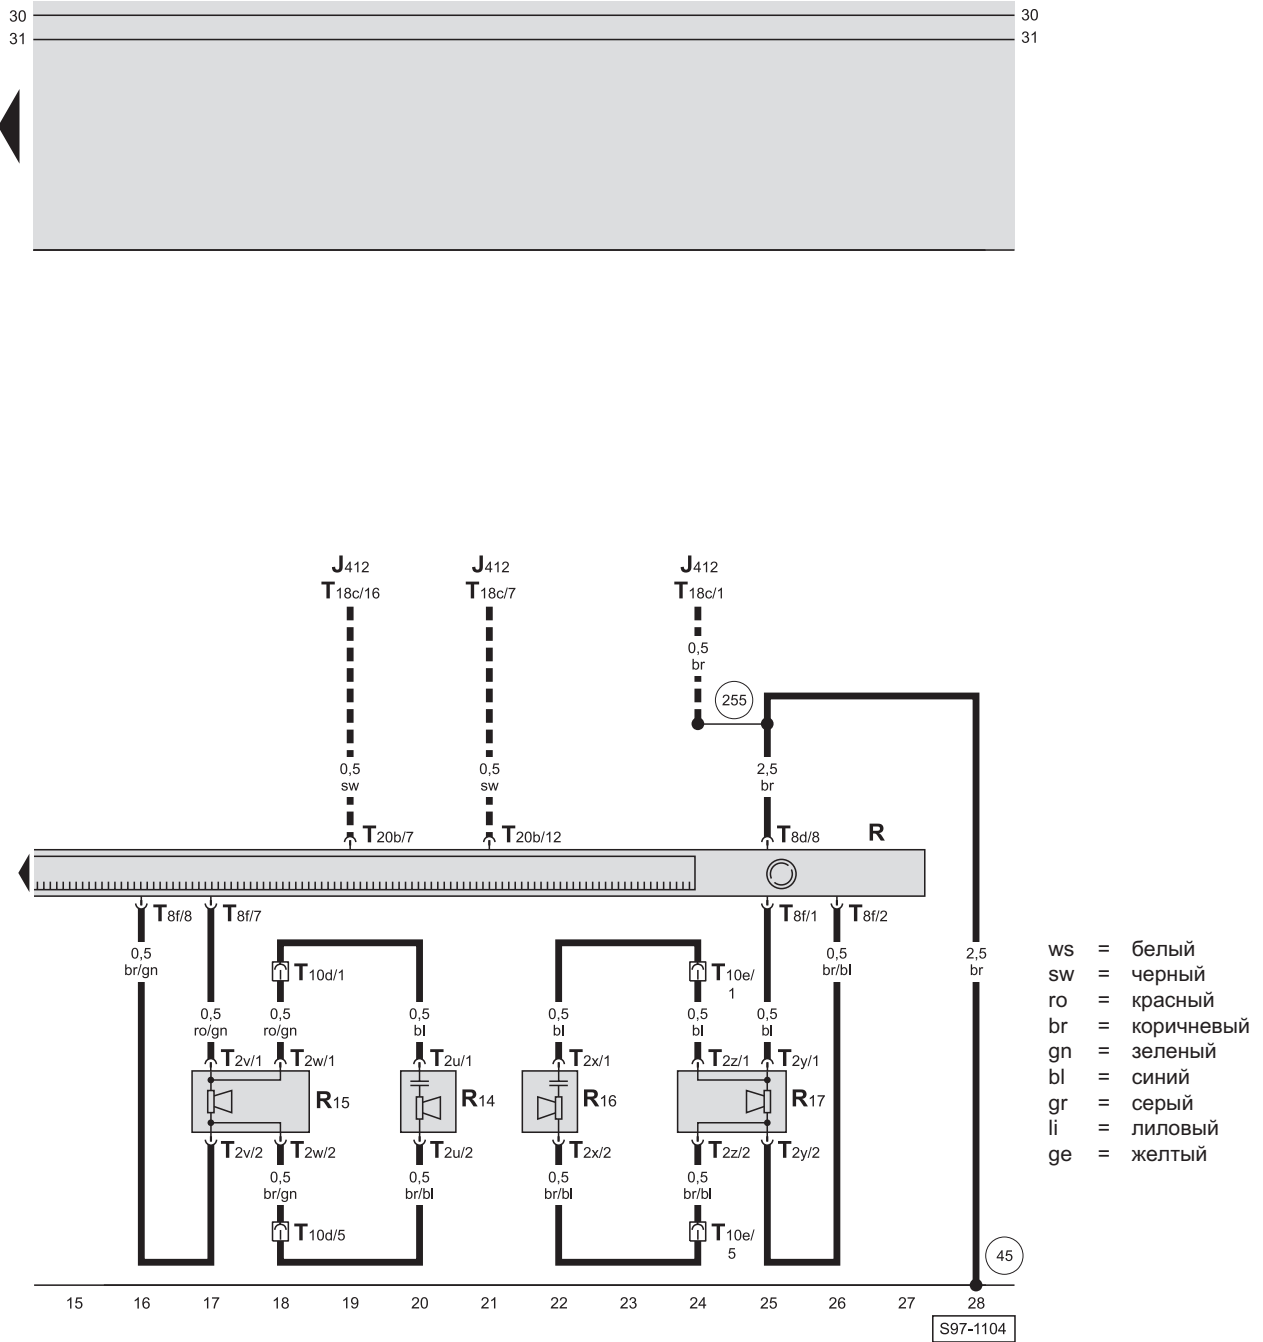 30 30
31 31
J412 J412 J412
T18c/16 T18c/7 T18c/1
0,5
br
255
0,5 0,5 2,5
sw sw br
T20b/7 T20b/12 T8d/8 R
T8f/8 T8f/7 T8f/1 T8f/2
0,5 0,5 2,5
br/gn br/bl br
T10d/1 T10e/
1
0,5 0,5 0,5 0,5 0,5 0,5
ro/gn ro/gn bl bl bl bl
T2v/1 T2w/1 T2u/1 T2x/1 T2z/1 T2y/1
R15 R14 R16 R17
T2v/2 T2w/2 T2u/2 T2x/2 T2z/2 T2y/2
0,5 0,5 0,5 0,5
br/gn br/bl br/bl br/bl
T10d/5 T10e/
5
ws = белый
sw = черный
ro = красный
br = коричневый
gn = зеленый
bl = синий
gr = серый
li = лиловый
ge = желтый
45
15 16 17 18 19 20 21 22 23 24 25 26 27 28
S97-1104